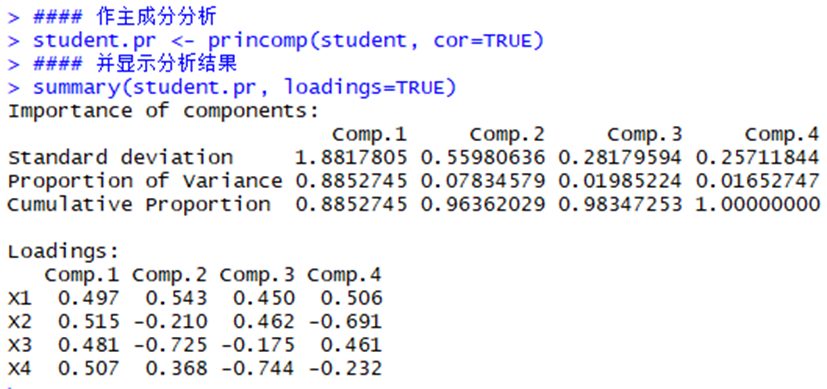 > #### 作主成分分析
> student.pr <- princomp(student, cor=TRUE)
> #### 并显示分析结果
> summary(student.pr, loadings=TRUE)
Importance of components:
                          Comp.1     Comp.2     Comp.3     Comp.4
Standard deviation     1.8817805 0.55980636 0.28179594 0.25711844
Proportion of Variance 0.8852745 0.07834579 0.01985224 0.01652747
Cumulative Proportion  0.8852745 0.96362029 0.98347253 1.00000000

Loadings:
   Comp.1 Comp.2 Comp.3 Comp.4
X1  0.497  0.543  0.450  0.506
X2  0.515 -0.210  0.462 -0.691
X3  0.481 -0.725 -0.175  0.461
X4  0.507  0.368 -0.744 -0.232